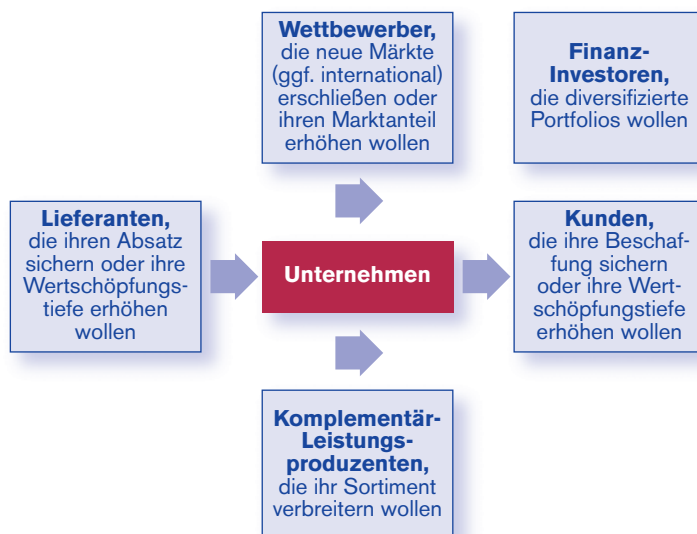 Wettbewerber,
die neue Märkte
(ggf. international)
erschließen oder
ihren Marktanteil
erhöhen wollen
Finanz-
Investoren,
die diversifizierte
Portfolios wollen
Lieferanten,
die ihren Absatz
sichern oder ihre
Wertschöpfungs-
tiefe erhöhen
wollen
Unternehmen
Kunden,
die ihre Beschaf-
fung sichern
oder ihre Wert-
schöpfungstiefe
erhöhen wollen
Komplementär-
Leistungs-
produzenten,
die ihr Sortiment
verbreitern wollen